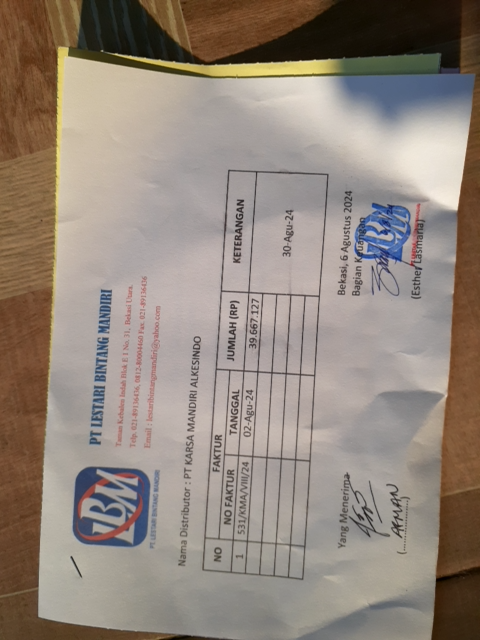 LBM
PT LESTARI BINTANG MANDIRI
PT LESTARI BINTANG MANDIRI
Taman Kebalen Indah Blok E 1 No. 31, Bekasi Utara.
Telp. 021-89136436, 0812-80004460 Fax. 021-89136436
Email : lestaribintangmandiri@yahoo.com
Nama Distributor : PT KARSA MANDIRI ALKESINDO
NO FAKTUR JUMLAH (RP) KETERANGAN
NO FAKTUR TANGGAL
1 531/KMA/VIII/24 02-Agu-24 39.667.127
30-Agu-24
Bekasi, 6 Agustus 2024
Yang Menerima Bagian Keuangan
LBM
(Esther Lasmaria)
(..............)
ARMAN